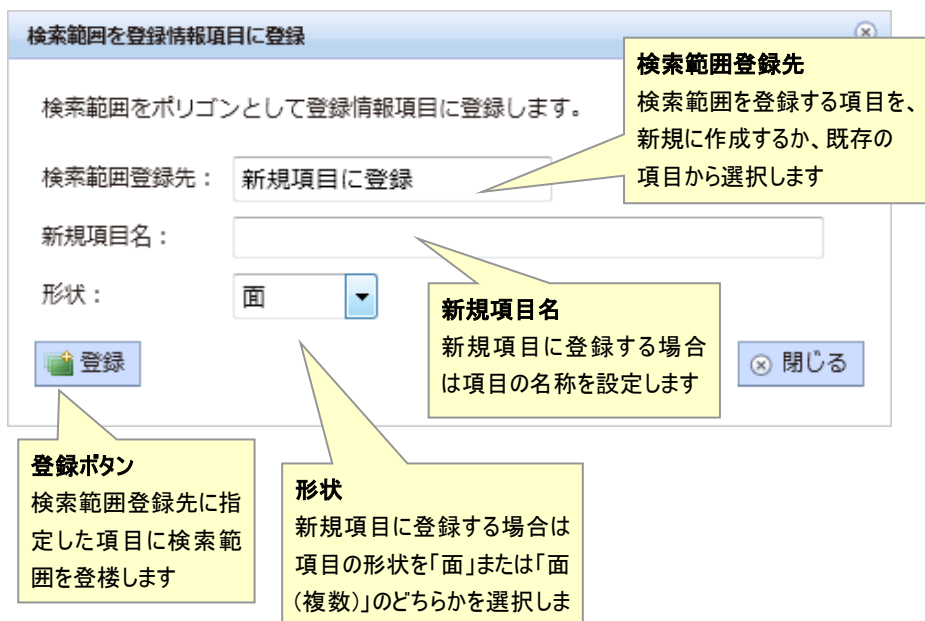 検索範囲を登録情報項目に登録
検索範囲登録先
検索範囲を登録する項目を、
新規に作成するか、既存の
項目から選択します
検索範囲をポリゴンとして登録情報項目に登録します。
検索範囲登録先：
新規項目に登録
新規項目名：
形状：
面
新規項目名
新規項目に登録する場合
は項目の名称を設定します
登録
閉じる
登録ボタン
検索範囲登録先に指
定した項目に検索範
囲を登楼します
形状
新規項目に登録する場合は
項目の形状を「面」または「面
（複数）」のどちらかを選択しま